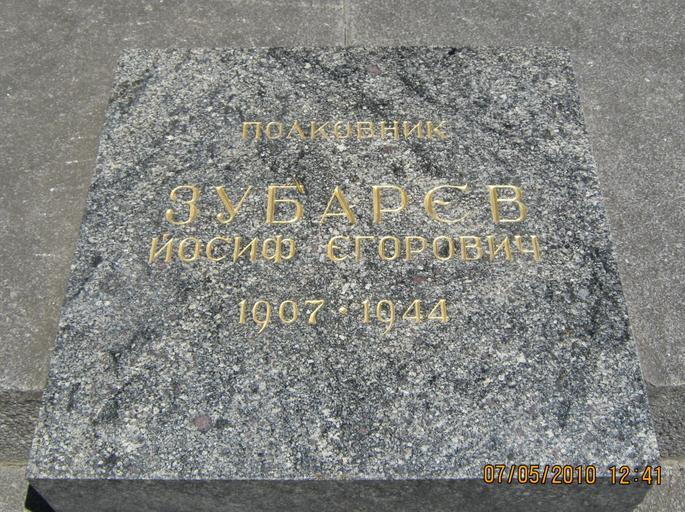 ПОЛКОВНИК
ЗУБАРЄВ
ЙОСИФ ЄГОРОВИЧ
1907 · 1944
07/05/2010 12:41